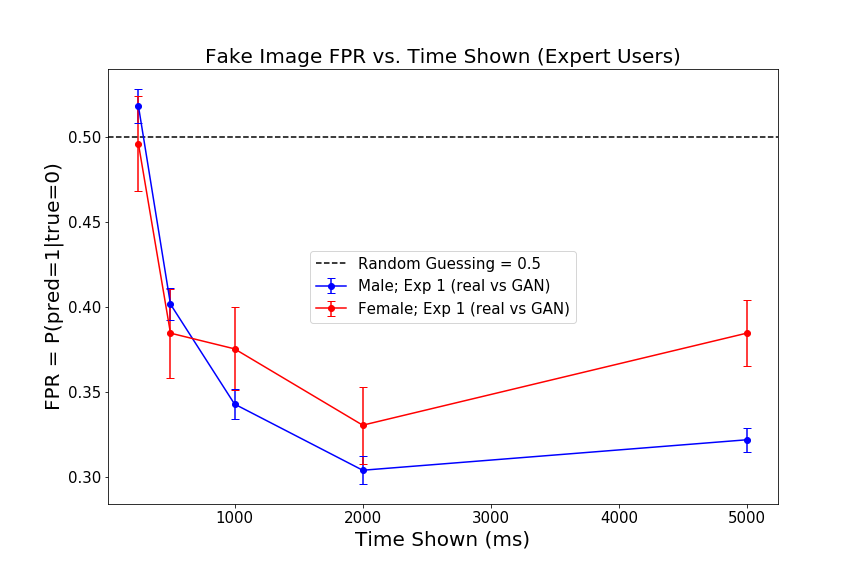 Fake Image FPR vs. Time Shown (Expert Users)
FPR = P(pred=1|true=0)
0.50
0.45
0.40
0.35
0.30
Random Guessing = 0.5
Male; Exp 1 (real vs GAN)
Female; Exp 1 (real vs GAN)
1000 2000 3000 4000 5000
Time Shown (ms)